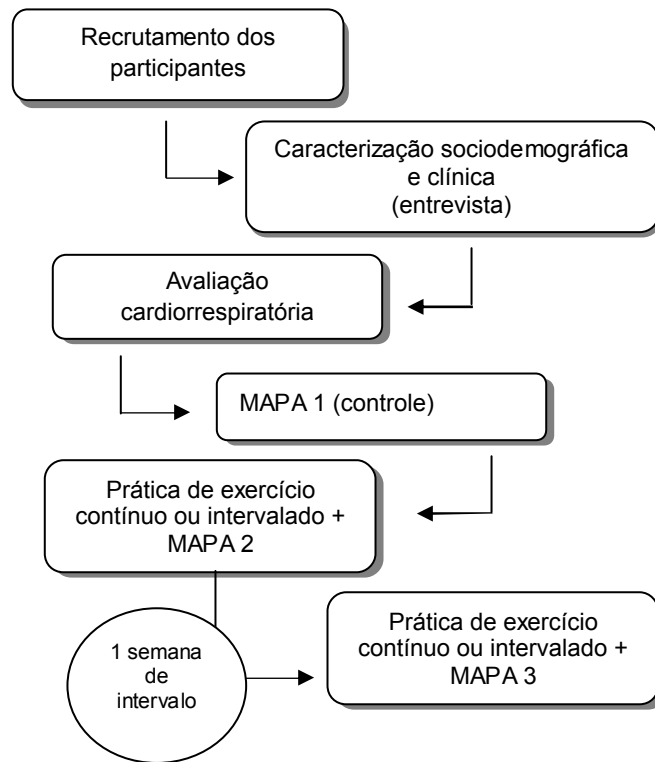 Recrutamento dos
participantes
Caracterização sociodemográfica
e clínica
(entrevista)
Avaliação
cardiorrespiratória
MAPA 1 (controle)
Prática de exercício
contínuo ou intervalado +
MAPA 2
1 semana
de
intervalo
Prática de exercício
contínuo ou intervalado +
MAPA 3